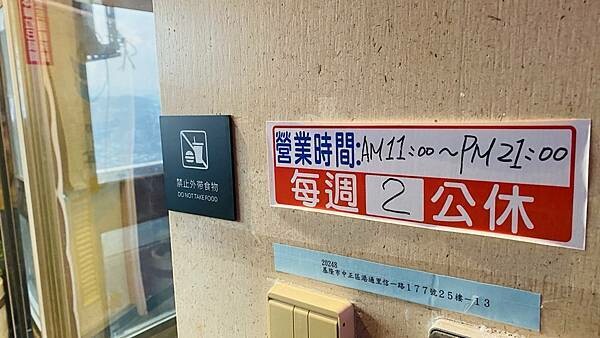 禁止外帶食物
DO NOT TAKE FOOD
營業時間:AM11:00~PM21:00
每週2公休
20248
基隆市中正區港通里信一路177號25樓-13